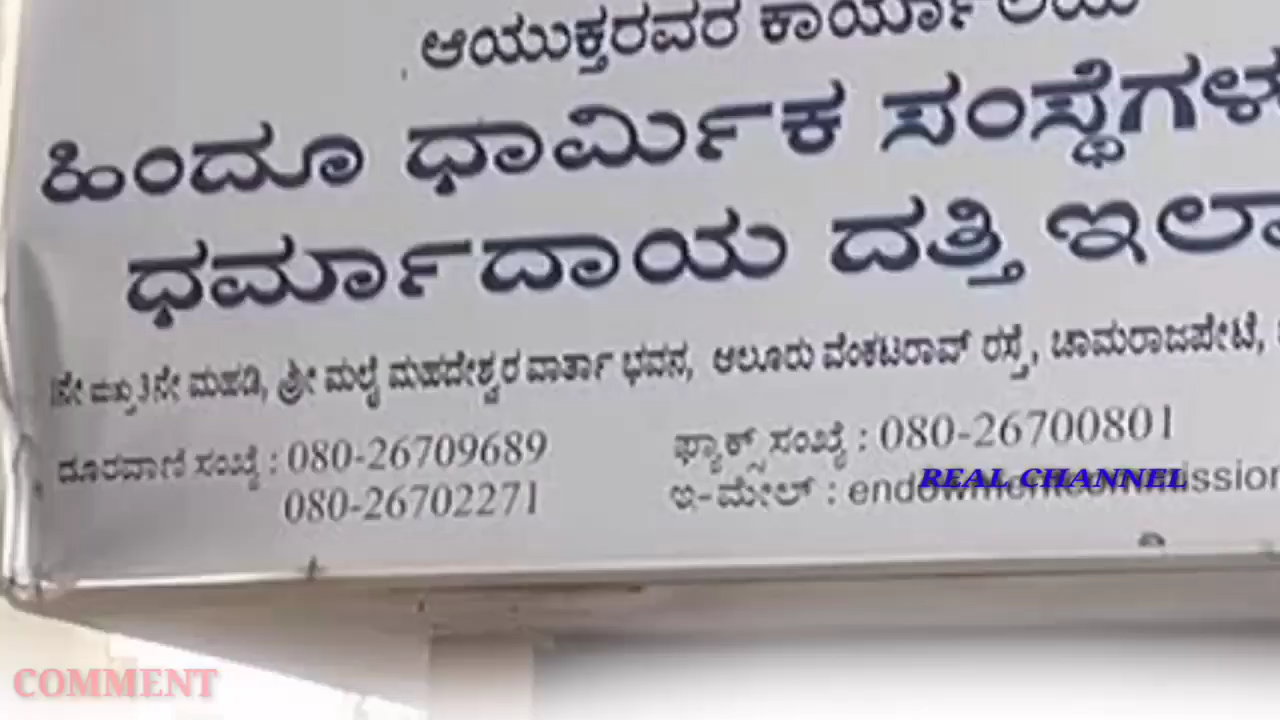 ಆಯುಕ್ತರವರ ಕಾರ್ಯಾಲಯ
ಹಿಂದೂ ಧಾರ್ಮಿಕ ಸಂಸ್ಥೆಗಳ
ಧರ್ಮಾದಾಯ ದತ್ತಿ ಇಲಾ
ನೇ ಮತ್ತು 3ನೇ ಮಹಡಿ, ಶ್ರೀ ಮಲೈ ಮಹದೇಶ್ವರ ವಾರ್ತಾ ಭವನ, ಆಲೂರು ವೆಂಕಟರಾವ್ ರಸ್ತೆ, ಚಾಮರಾಜಪೇಟೆ,
ದೂರವಾಣಿ ಸಂಖ್ಯೆ : 080-26709689 ಫ್ಯಾಕ್ಸ್ ಸಂಖ್ಯೆ : 080-26700801
080-26702271 ಇ-ಮೇಲ್ :
REAL CHANNEL
COMMENT